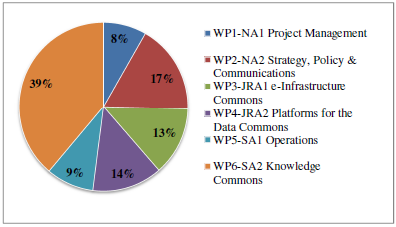 8%
17%
13%
14%
9%
39%
WP1-NA1 Project Management
WP2-NA2 Strategy, Policy &
Communications
WP3-JRA1 e-Infrastructure
Commons
WP4-JRA2 Platforms for the
Data Commons
WP5-SA1 Operations
WP6-SA2 Knowledge
Commons